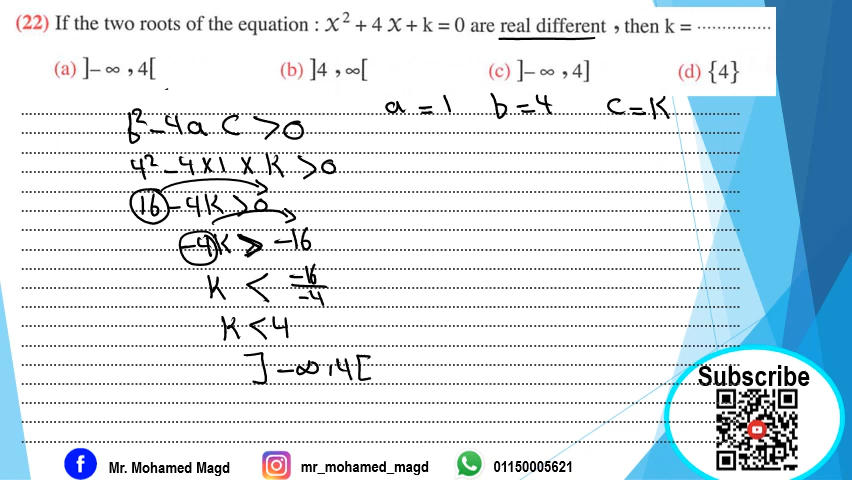 (22) If the two roots of the equation : x² + 4 x + k = 0 are real different , then k = ···············
(a) ]– ∞ , 4[ (b) ]4 , ∞[ (c) ]– ∞ , 4] (d) {4}
a = 1 b = 4 c = K
b² – 4 a c > 0
4² – 4 × 1 × K > 0
16 – 4K > 0
–4K > –16
K < –16/–4
K < 4
] – ∞ , 4 [
Subscribe
Mr. Mohamed Magd mr_mohamed_magd 01150005621